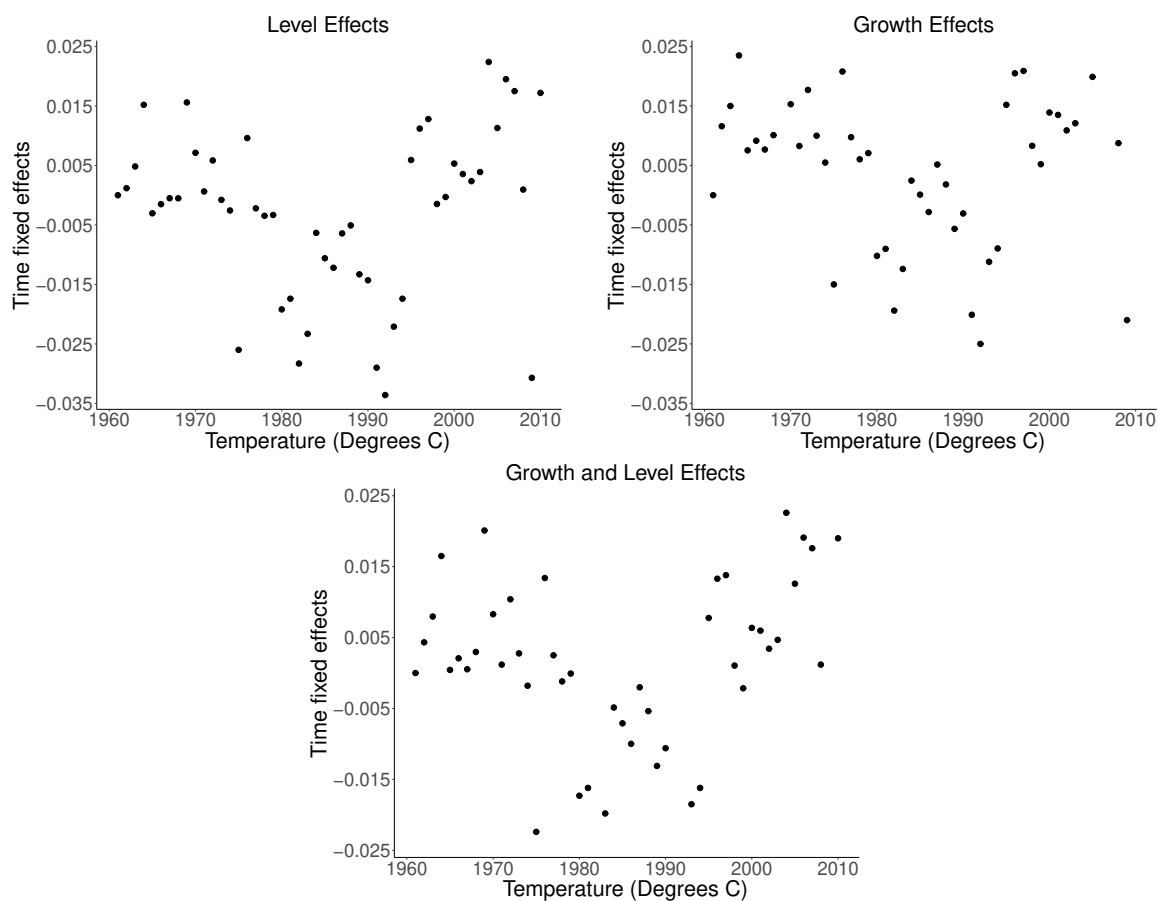 Level Effects
Time fixed effects
0.025
0.015
0.005
−0.005
−0.015
−0.025
−0.035
1960 1970 1980 1990 2000 2010
Temperature (Degrees C)
Growth Effects
Time fixed effects
0.025
0.015
0.005
−0.005
−0.015
−0.025
−0.035
1960 1970 1980 1990 2000 2010
Temperature (Degrees C)
Growth and Level Effects
Time fixed effects
0.025
0.015
0.005
−0.005
−0.015
−0.025
1960 1970 1980 1990 2000 2010
Temperature (Degrees C)